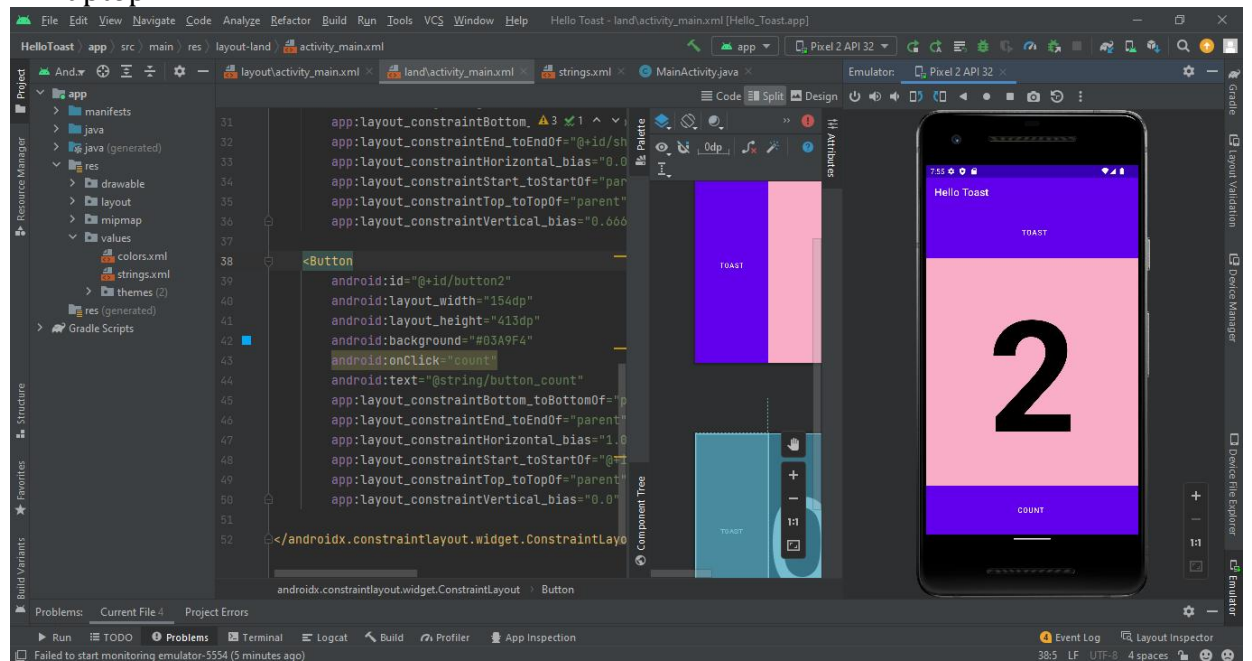 File Edit View Navigate Code Analyze Refactor Build Run Tools VCS Window Help Hello Toast - land\activity_main.xml [Hello_Toast.app]
HelloToast app src main res layout-land activity_main.xml
app Pixel 2 API 32
And.
layout\activity_main.xml land\activity_main.xml strings.xml MainActivity.java
Emulator: Pixel 2 API 32
Code Split Design
Project
Resource Manager
Structure
Favorites
Build Variants
app
manifests
java
java (generated)
res
drawable
layout
mipmap
values
colors.xml
strings.xml
themes (2)
res (generated)
Gradle Scripts
31 app:layout_constraintBottom_ 3 1
32 app:layout_constraintEnd_toEndOf="@+id/sh
33 app:layout_constraintHorizontal_bias="0.0
34 app:layout_constraintStart_toStartOf="par
35 app:layout_constraintTop_toTopOf="parent"
36 app:layout_constraintVertical_bias="0.666
37
38 <Button
39 android:id="@+id/button2"
40 android:layout_width="154dp"
41 android:layout_height="413dp"
42 android:background="#03A9F4"
43 android:onClick="count"
44 android:text="@string/button_count"
45 app:layout_constraintBottom_toBottomOf="p
46 app:layout_constraintEnd_toEndOf="parent"
47 app:layout_constraintHorizontal_bias="1.0
48 app:layout_constraintStart_toStartOf="@+i
49 app:layout_constraintTop_toTopOf="parent"
50 app:layout_constraintVertical_bias="0.0"
51
52 </androidx.constraintlayout.widget.ConstraintLayo
androidx.constraintlayout.widget.ConstraintLayout Button
Palette
Component Tree
0dp
Attributes
TOAST
TOAST
0
1:1
7:55
Hello Toast
TOAST
2
COUNT
1:1
Gradle
Layout Validation
Device Manager
Device File Explorer
Emulator
Problems: Current File 4 Project Errors
Run TODO Problems Terminal Logcat Build Profiler App Inspection 4 Event Log Layout Inspector
Failed to start monitoring emulator-5554 (5 minutes ago) 38:5 LF UTF-8 4 spaces